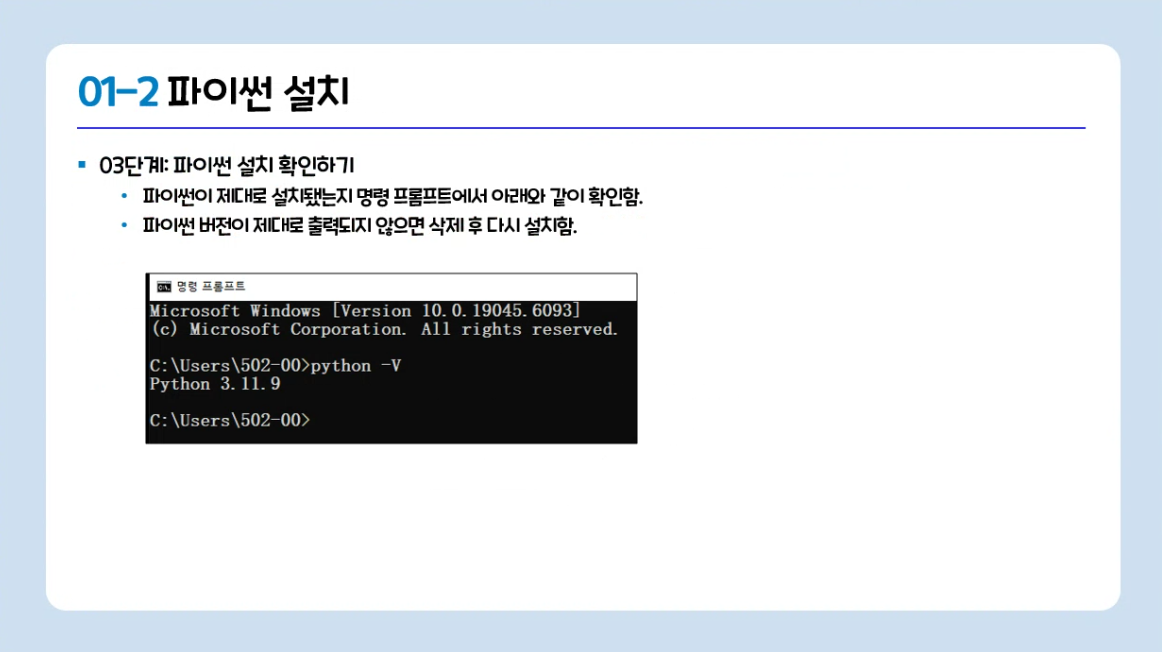 01-2 파이썬 설치
03단계: 파이썬 설치 확인하기
파이썬이 제대로 설치됐는지 명령 프롬프트에서 아래와 같이 확인함.
파이썬 버전이 제대로 출력되지 않으면 삭제 후 다시 설치함.
명령 프롬프트
Microsoft Windows [Version 10.0.19045.6093]
(c) Microsoft Corporation. All rights reserved.
C:\Users\502-00>python -V
Python 3.11.9
C:\Users\502-00>